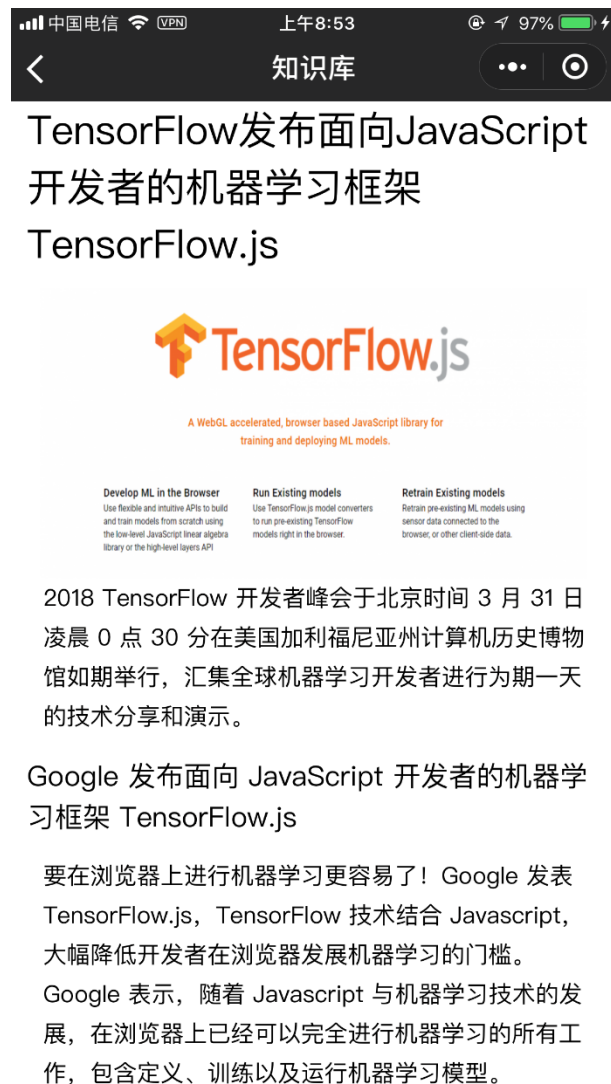 中国电信 VPN 上午8:53 97%
知识库
TensorFlow发布面向JavaScript
开发者的机器学习框架
TensorFlow.js
TensorFlow.js
A WebGL accelerated, browser based JavaScript library for
training and deploying ML models.
Develop ML in the Browser
Use flexible and intuitive APIs to build
and train models from scratch using
the low-level JavaScript linear algebra
library or the high-level layers API
Run Existing models
Use TensorFlow.js model converters
to run pre-existing TensorFlow
models right in the browser.
Retrain Existing models
Retrain pre-existing ML models using
sensor data connected to the
browser, or other client-side data.
2018 TensorFlow 开发者峰会于北京时间 3 月 31 日
凌晨 0 点 30 分在美国加利福尼亚州计算机历史博物
馆如期举行，汇集全球机器学习开发者进行为期一天
的技术分享和演示。
Google 发布面向 JavaScript 开发者的机器学
习框架 TensorFlow.js
要在浏览器上进行机器学习更容易了！Google 发表
TensorFlow.js，TensorFlow 技术结合 Javascript，
大幅降低开发者在浏览器发展机器学习的门槛。
Google 表示，随着 Javascript 与机器学习技术的发
展，在浏览器上已经可以完全进行机器学习的所有工
作，包含定义、训练以及运行机器学习模型。